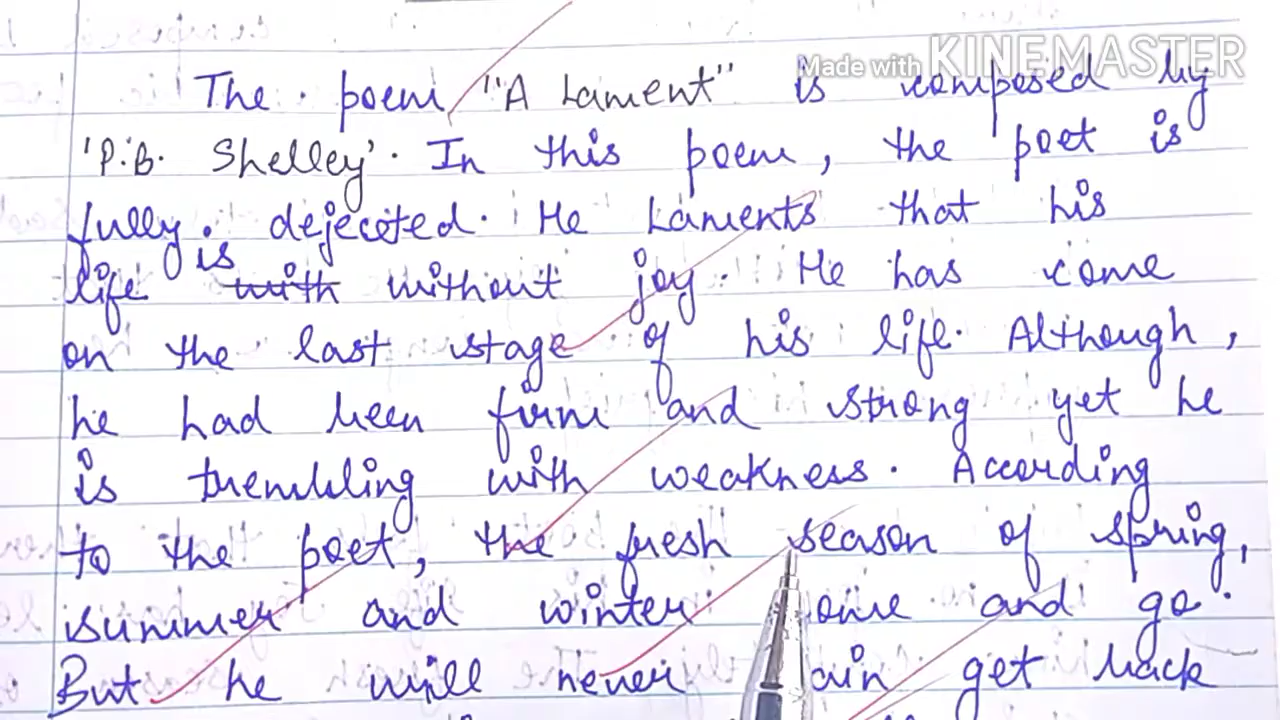 Made with KINEMASTER
The poem "A Lament" is composed by
'P.B. Shelley'. In this poem, the poet is
fully dejected. He Laments that his
life is with without joy. He has come
on the last stage of his life. Although,
he had been firm and strong yet he
is trembling with weakness. According
to the poet, the fresh season of spring,
summer and winter ome and go.
But he will never ain get back